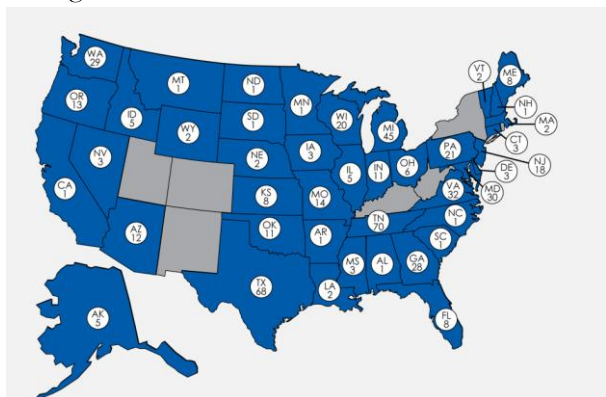 WA
29
OR
13
CA
1
ID
5
NV
3
MT
1
WY
2
AZ
12
ND
1
SD
1
NE
2
KS
8
OK
11
TX
68
MN
1
IA
3
MO
14
AR
1
LA
2
WI
20
IL
5
MI
45
IN
11
OH
6
TN
70
MS
3
AL
1
GA
28
FL
8
SC
1
NC
1
VA
32
PA
21
VT
2
ME
8
NH
1
MA
2
CT
3
NJ
18
DE
3
MD
30
AK
5